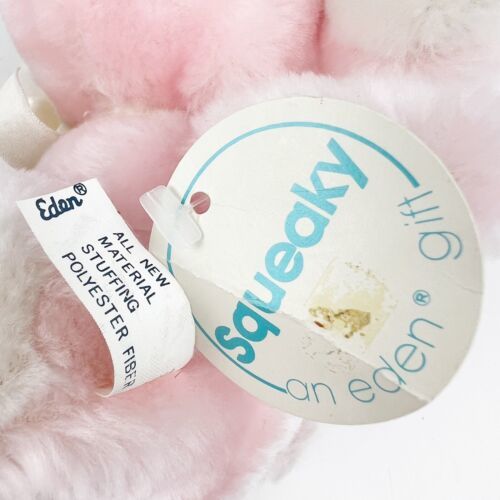 Eden®
ALL NEW
MATERIAL
STUFFING
POLYESTER FIBER
squeaky
an eden® gift